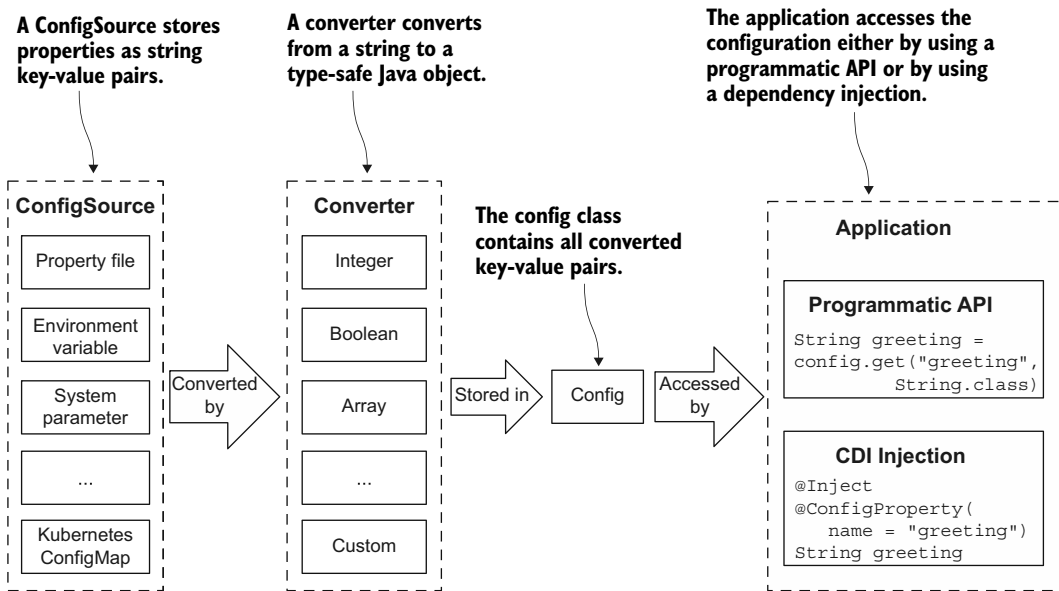 A ConfigSource stores
properties as string
key-value pairs.
A converter converts
from a string to a
type-safe Java object.
The application accesses the
configuration either by using a
programmatic API or by using
a dependency injection.
ConfigSource
Property file
Environment
variable
System
parameter
...
Kubernetes
ConfigMap
Converted
by
Converter
Integer
Boolean
Array
...
Custom
Stored in
The config class
contains all converted
key-value pairs.
Config
Accessed
by
Application
Programmatic API
String greeting =
config.get("greeting",
String.class)
CDI Injection
@Inject
@ConfigProperty(
name = "greeting")
String greeting